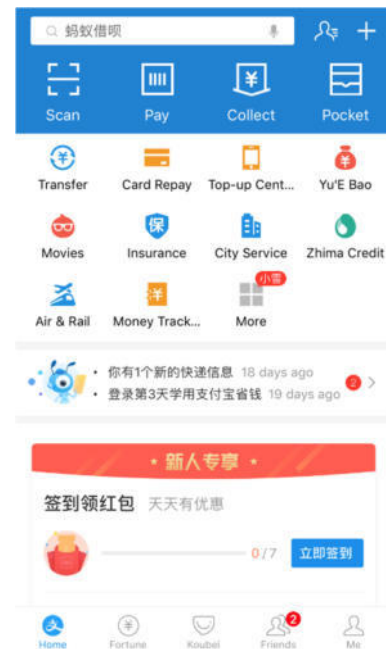 蚂蚁借呗
Scan Pay Collect Pocket
Transfer Card Repay Top-up Cent... Yu'E Bao
Movies Insurance City Service Zhima Credit
保
小雪
Air & Rail Money Track... More
你有1个新的快递信息 18 days ago
登录第3天学用支付宝省钱 19 days ago
2
新人专享
签到领红包 天天有优惠
0/7 立即签到
2
Home Fortune Koubei Friends Me